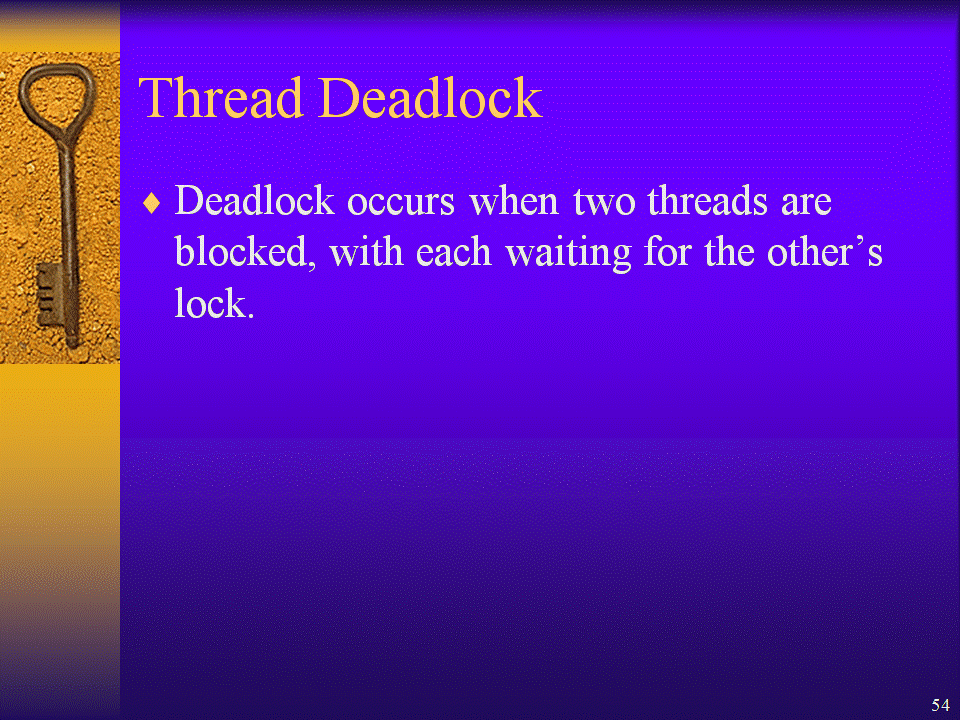 Thread Deadlock
♦ Deadlock occurs when two threads are
blocked, with each waiting for the other’s
lock.
54